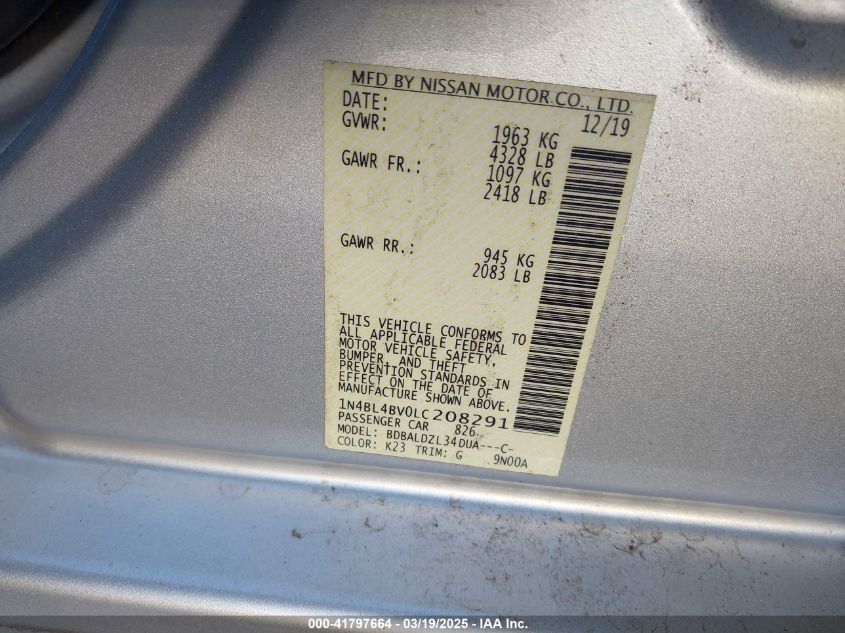 MFD BY NISSAN MOTOR CO., LTD.
DATE: 12/19
GVWR: 1963 KG
4328 LB
GAWR FR.: 1097 KG
2418 LB
GAWR RR.: 945 KG
2083 LB
THIS VEHICLE CONFORMS TO
ALL APPLICABLE FEDERAL
MOTOR VEHICLE SAFETY,
BUMPER, AND THEFT
PREVENTION STANDARDS IN
EFFECT ON THE DATE OF
MANUFACTURE SHOWN ABOVE.
1N4BL4BV0LC208291
PASSENGER CAR 826
MODEL: BDBALDZL34DUA---C-
COLOR: K23 TRIM: G 9N00A
000-41797664 - 03/19/2025 - IAA Inc.